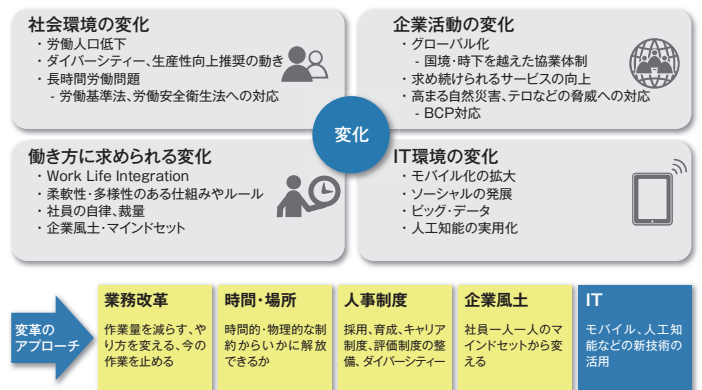 社会環境の変化
・労働人口低下
・ダイバーシティー、生産性向上推奨の動き
・長時間労働問題
- 労働基準法、労働安全衛生法への対応
企業活動の変化
・グローバル化
- 国境・時下を越えた協業体制
・求め続けられるサービスの向上
・高まる自然災害、テロなどの脅威への対応
- BCP対応
変化
働き方に求められる変化
・Work Life Integration
・柔軟性・多様性のある仕組みやルール
・社員の自律、裁量
・企業風土・マインドセット
IT環境の変化
・モバイル化の拡大
・ソーシャルの発展
・ビッグ・データ
・人工知能の実用化
変革の
アプローチ
業務改革
作業量を減らす、や
り方を変える、今の
作業を止める
時間・場所
時間的・物理的な制
約からいかに解放
できるか
人事制度
採用、育成、キャリア
制度、評価制度の整
備、ダイバーシティー
企業風土
社員一人一人のマ
インドセットから変
える
IT
モバイル、人工知
能などの新技術の
活用